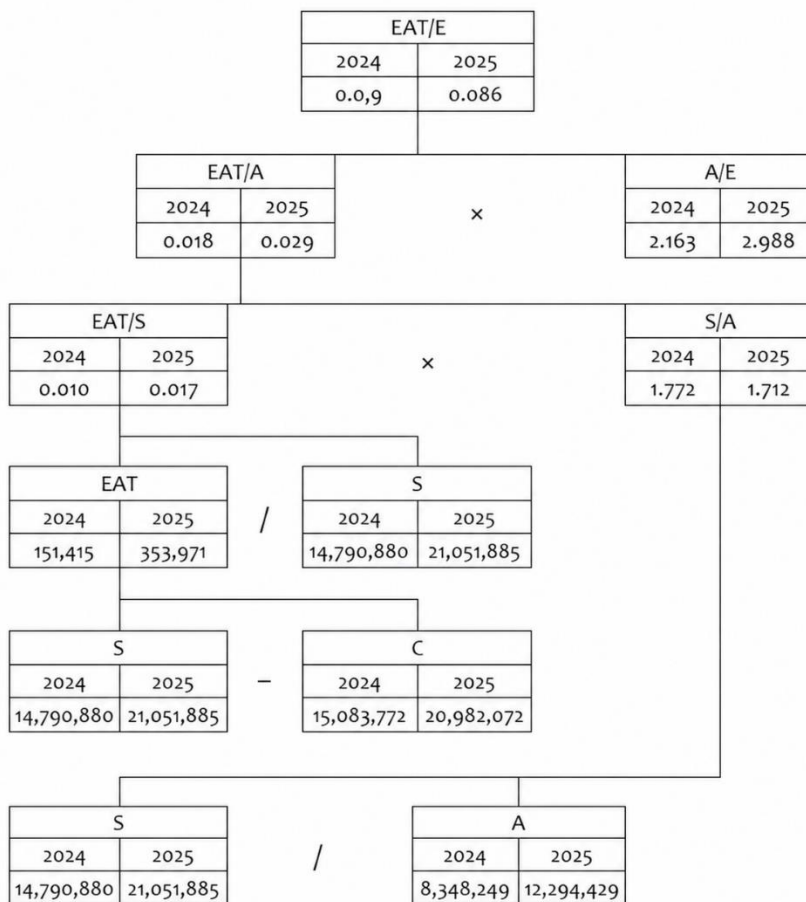 EAT/E
2024 2025
0.0,9 0.086
EAT/A × A/E
2024 2025 2024 2025
0.018 0.029 2.163 2.988
EAT/S × S/A
2024 2025 2024 2025
0.010 0.017 1.772 1.712
EAT / S
2024 2025 2024 2025
151,415 353,971 14,790,880 21,051,885
S – C
2024 2025 2024 2025
14,790,880 21,051,885 15,083,772 20,982,072
S / A
2024 2025 2024 2025
14,790,880 21,051,885 8,348,249 12,294,429